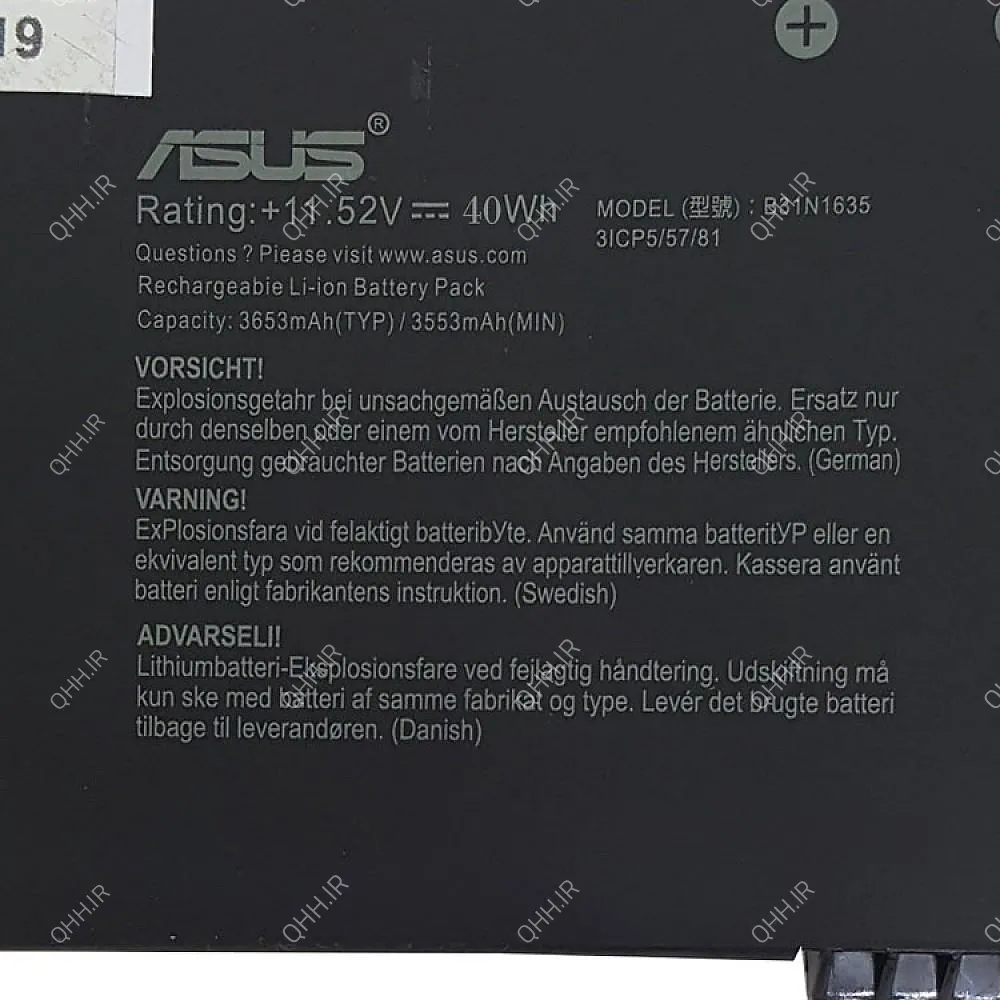 19
ASUS®
Rating:+11.52V⎓ 40Wh
MODEL (型號) : B31N1635
3ICP5/57/81
Questions ? Please visit www.asus.com
Rechargeabie Li-ion Battery Pack
Capacity: 3653mAh(TYP) / 3553mAh(MIN)
VORSICHT!
Explosionsgetahr bei unsachgemäßen Austausch der Batterie. Ersatz nur
durch denselben oder einem vom Hersteller empfohlenem ähnlichen Typ.
Entsorgung gebrauchter Batterien nach Angaben des Herstellers. (German)
VARNING!
ExPlosionsfara vid felaktigt batteribУte. Använd samma batteritУP eller en
ekvivalent typ som rekommenderas av apparattillverkaren. Kassera använt
batteri enligt fabrikantens instruktion. (Swedish)
ADVARSELI!
Lithiumbatteri-Eksplosionsfare ved fejlagtig håndtering. Udskiftning må
kun ske med batteri af samme fabrikat og type. Levér det brugte batteri
tilbage til leverandøren. (Danish)
QHH.IR